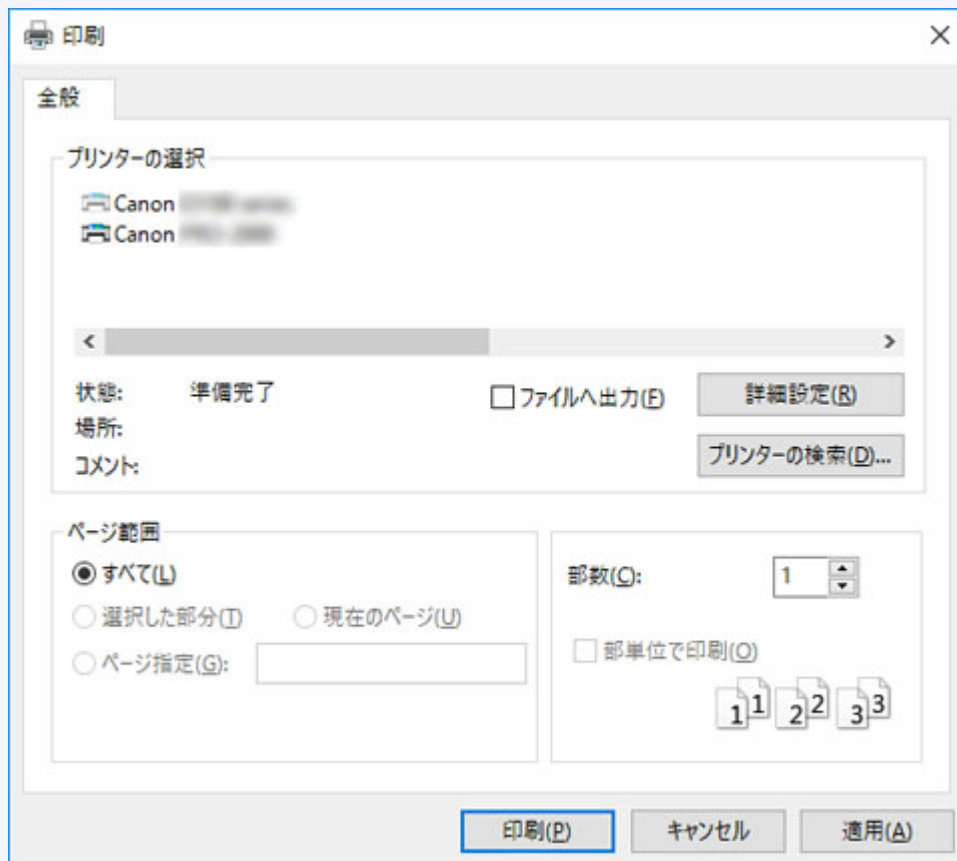 印刷
全般
プリンターの選択
Canon
Canon
状態: 準備完了
ファイルへ出力(F)
詳細設定(R)
場所:
コメント:
プリンターの検索(D)...
ページ範囲
すべて(L)
選択した部分(T)
現在のページ(U)
ページ指定(G):
部数(C): 1
部単位で印刷(O)
1 1 2 2 3 3
印刷(P)
キャンセル
適用(A)